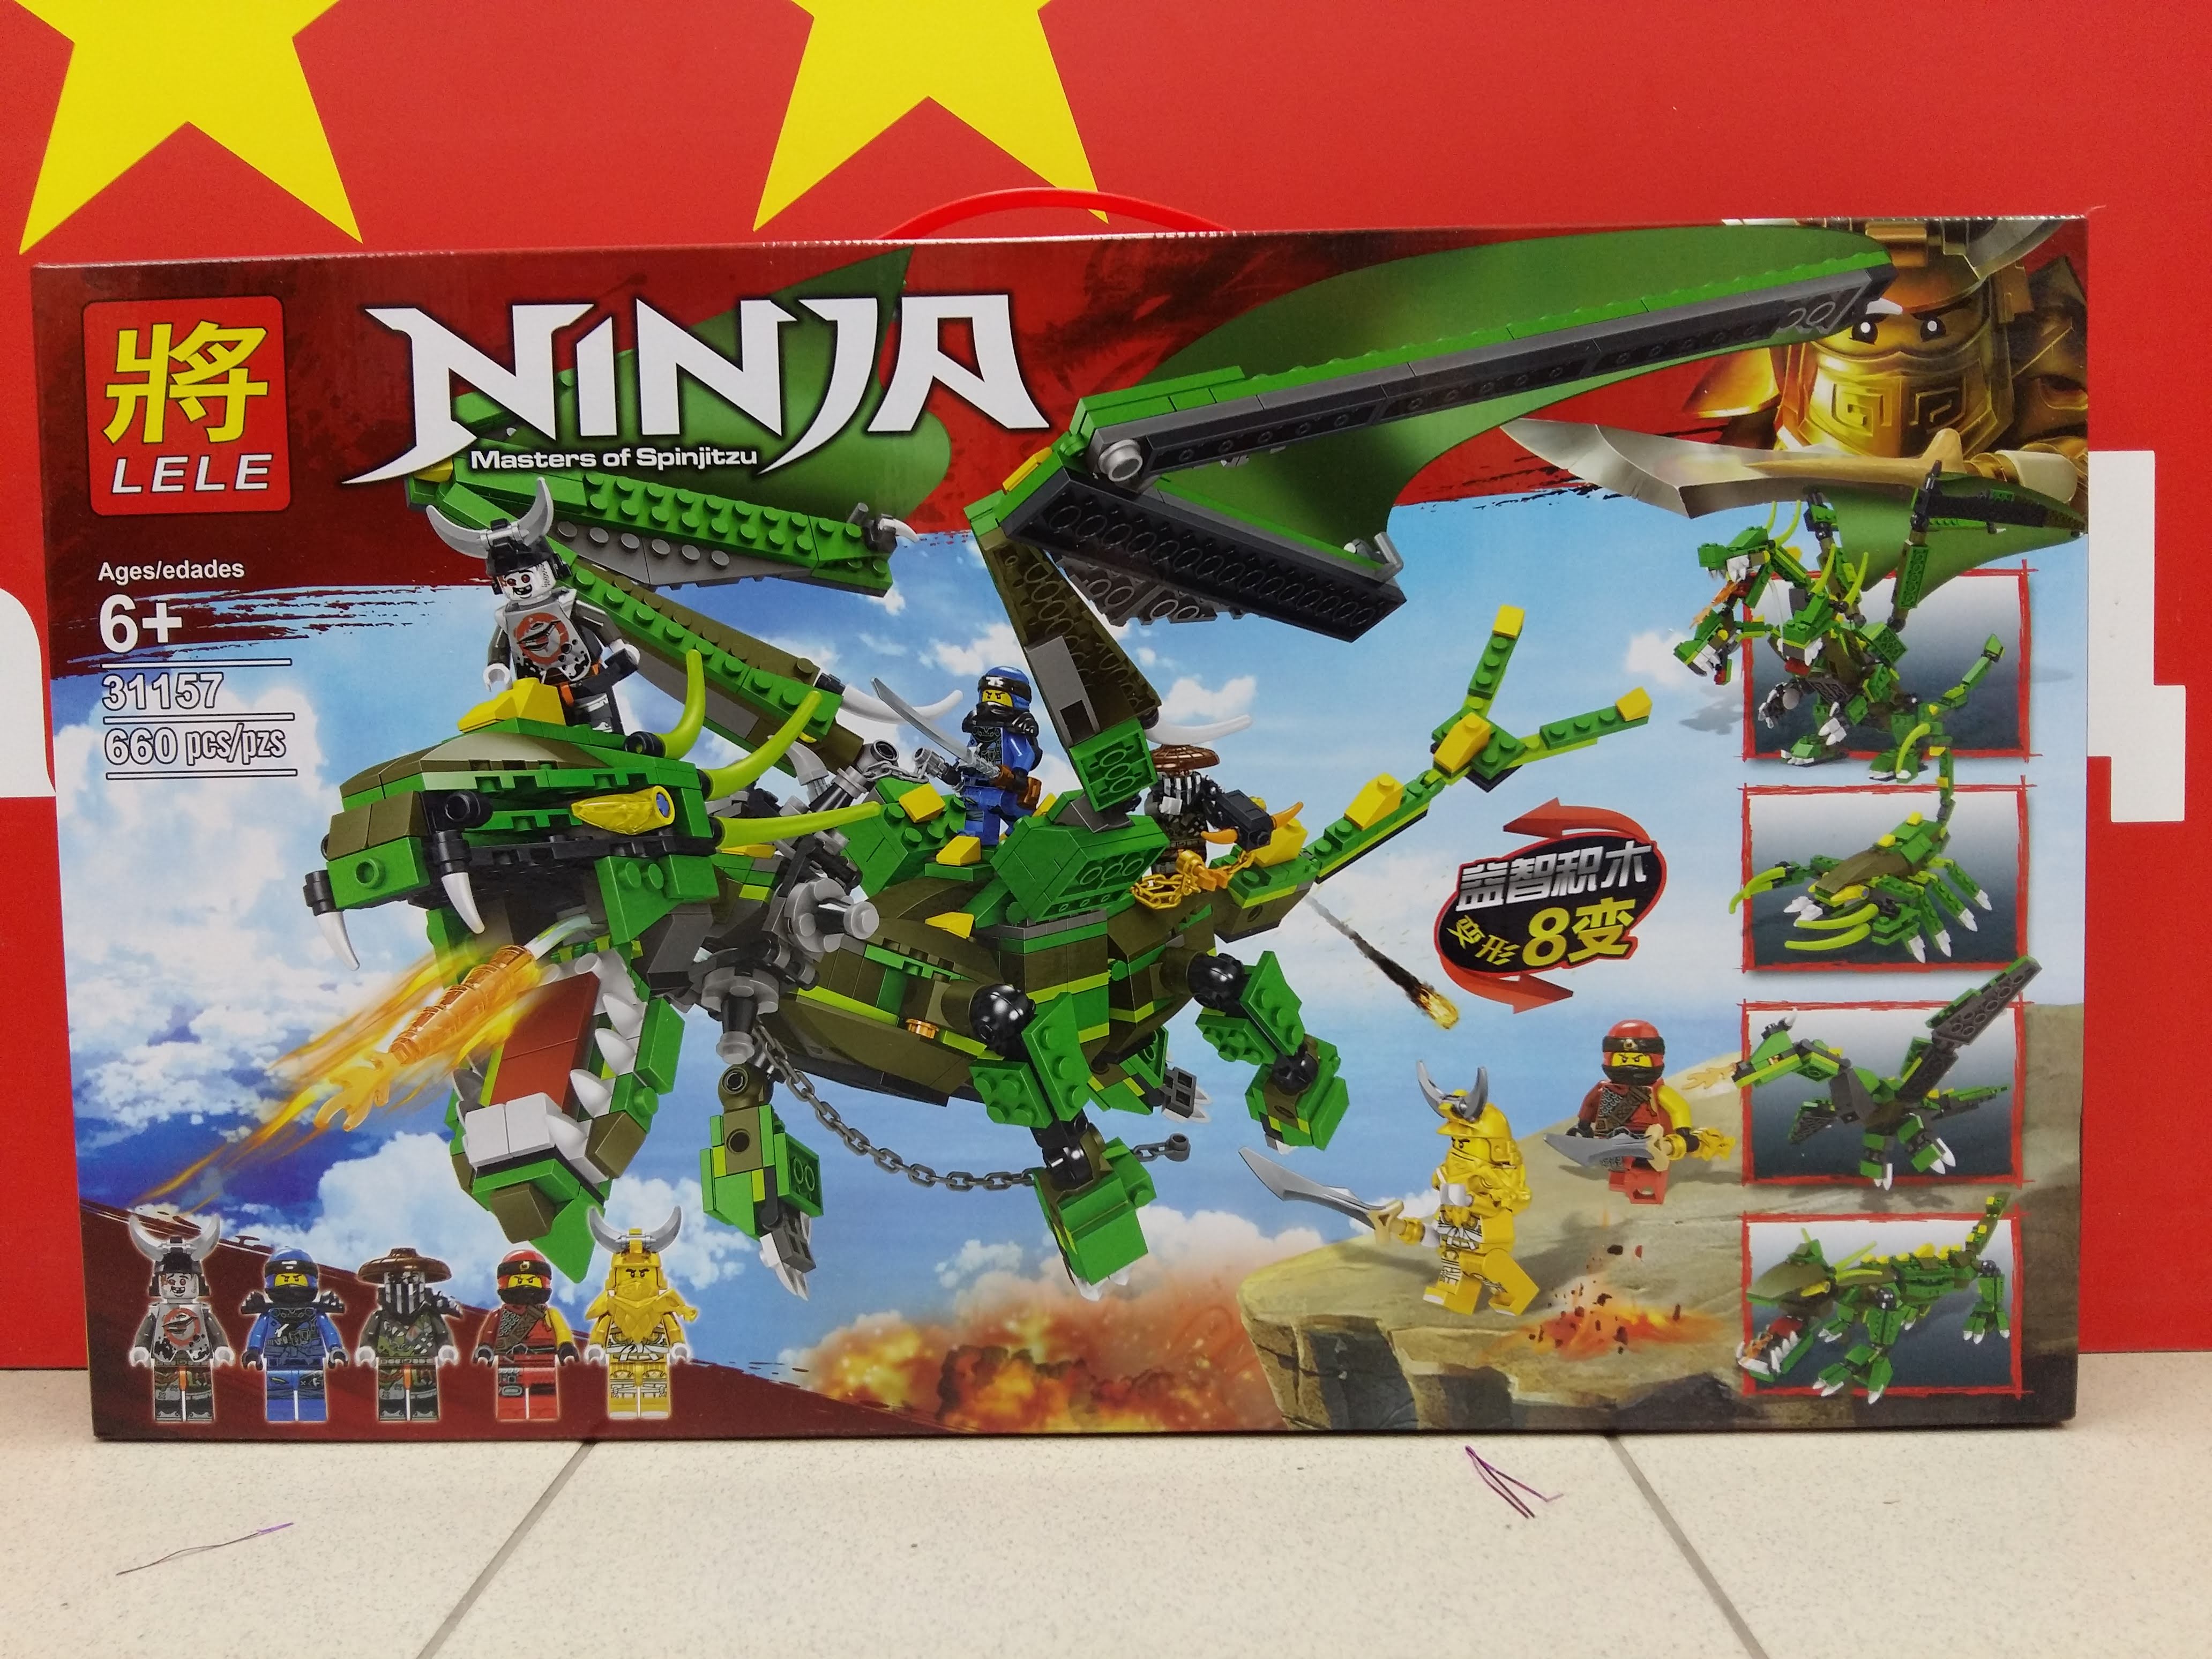 將
LELE
NINJA
Masters of Spinjitzu
Ages/edades
6+
31157
660 pcs/pzs
益智积木
变形8变